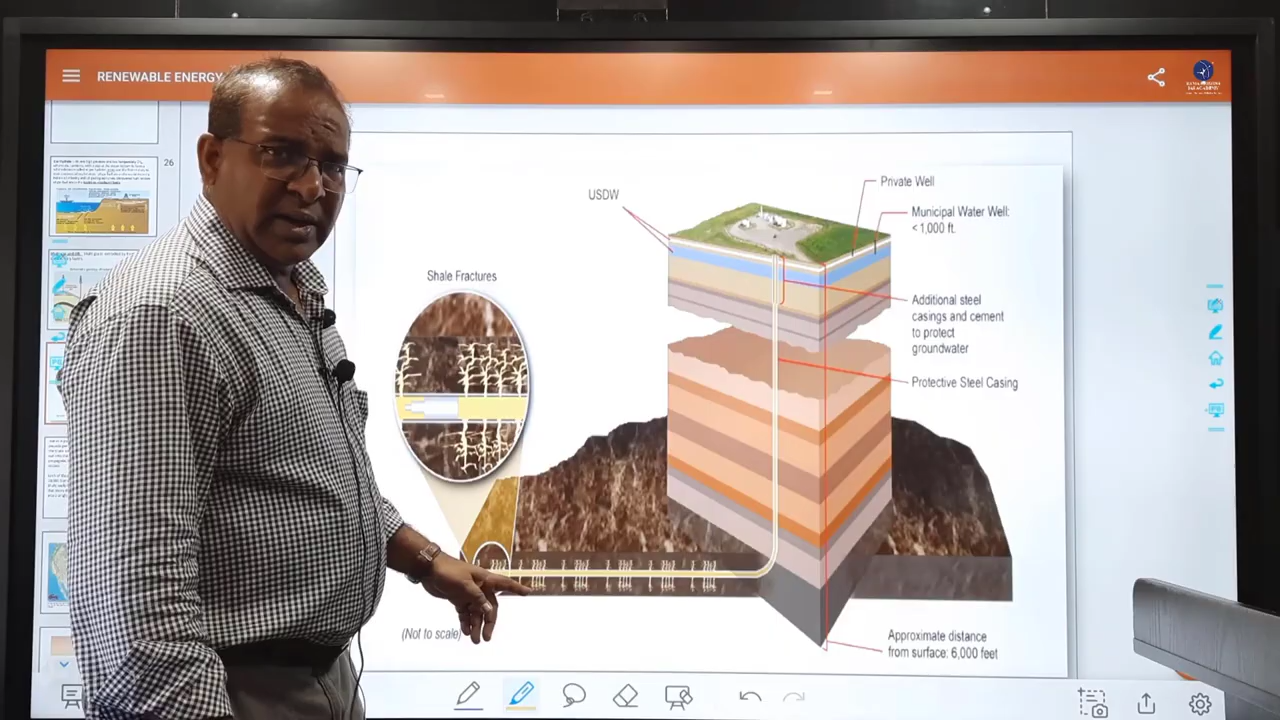 RENEWABLE ENERGY
26
USDW
Private Well
Municipal Water Well:
< 1,000 ft.
Shale Fractures
Additional steel
casings and cement
to protect
groundwater
Protective Steel Casing
(Not to scale)
Approximate distance
from surface: 6,000 feet